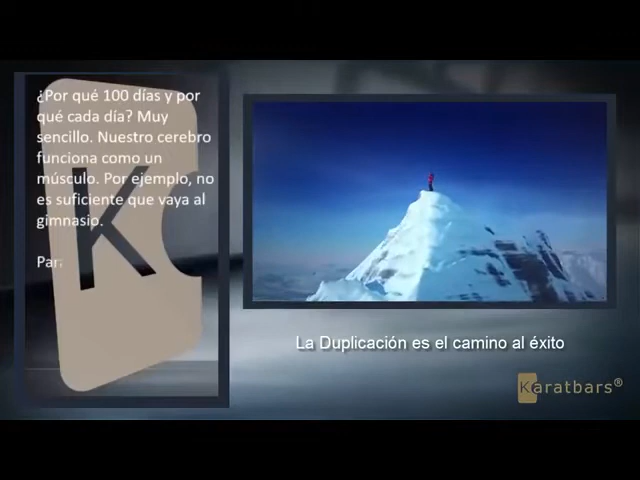 ¿Por qué 100 días y por
qué cada día? Muy
sencillo. Nuestro cerebro
funciona como un
músculo. Por ejemplo, no
es suficiente que vaya al
gimnasio.
Para
K
La Duplicación es el camino al éxito
Karatbars®